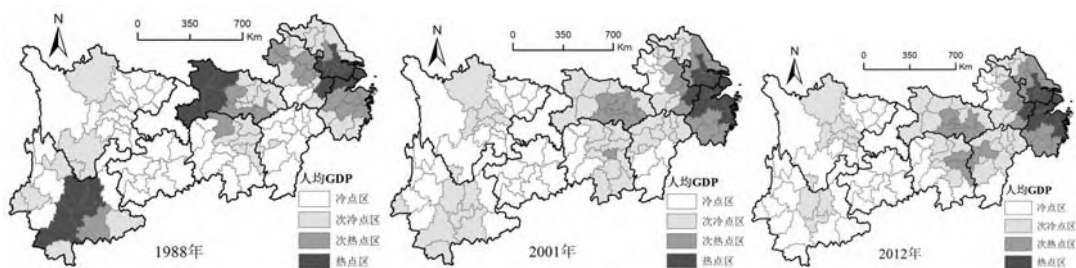 N
0 350 700
Km
人均GDP
冷点区
次冷点区
次热点区
热点区
1988年
N
0 350 700
Km
人均GDP
冷点区
次冷点区
次热点区
热点区
2001年
N
0 350 700
Km
人均GDP
冷点区
次冷点区
次热点区
热点区
2012年